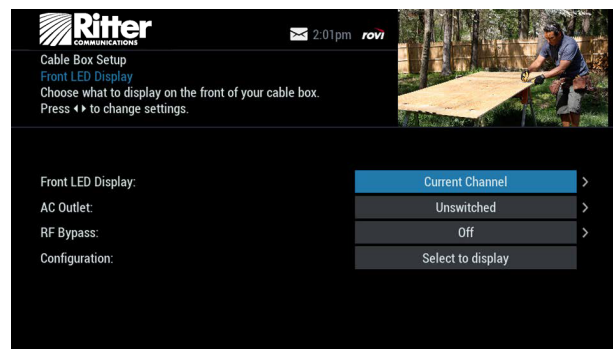 Ritter
COMMUNICATIONS
2:01pm rovi
Cable Box Setup
Front LED Display
Choose what to display on the front of your cable box.
Press ◂▸ to change settings.
Front LED Display: Current Channel >
AC Outlet: Unswitched >
RF Bypass: Off >
Configuration: Select to display